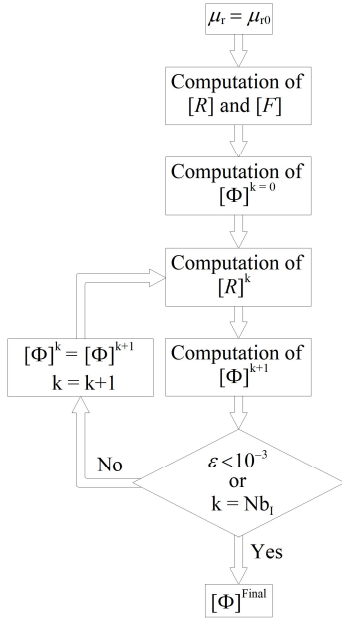 μr = μr0
Computation of
[R] and [F]
Computation of
[Φ]^k = 0
Computation of
[R]^k
[Φ]^k = [Φ]^k+1
k = k+1
Computation of
[Φ]^k+1
No
ε<10^−3
or
k = NbI
Yes
[Φ]^Final